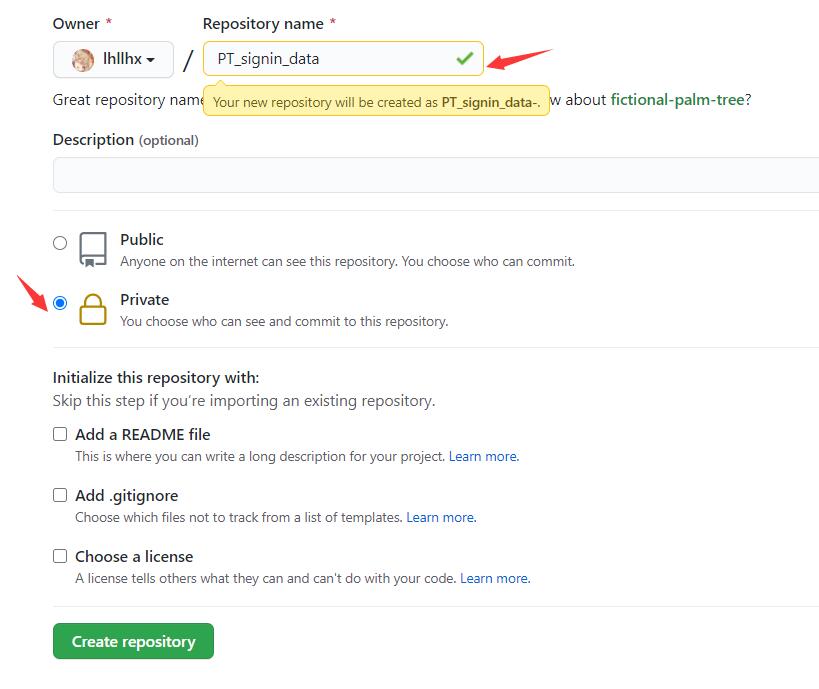 Owner * Repository name *
lhllhx / PT_signin_data
Great repository name
Your new repository will be created as PT_signin_data-.
w about fictional-palm-tree?
Description (optional)
Public
Anyone on the internet can see this repository. You choose who can commit.
Private
You choose who can see and commit to this repository.
Initialize this repository with:
Skip this step if you're importing an existing repository.
Add a README file
This is where you can write a long description for your project. Learn more.
Add .gitignore
Choose which files not to track from a list of templates. Learn more.
Choose a license
A license tells others what they can and can't do with your code. Learn more.
Create repository